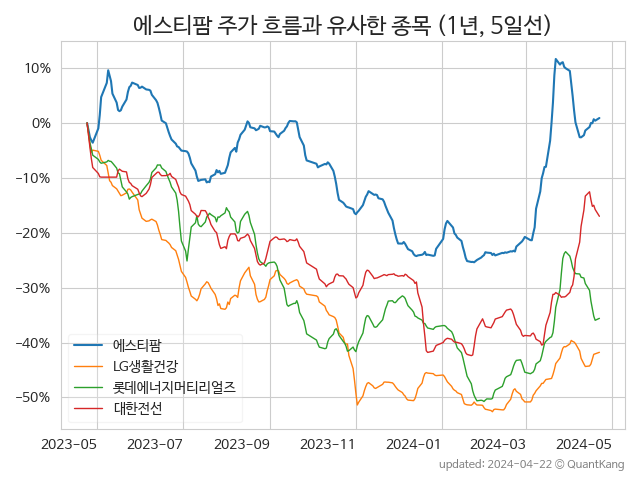 에스티팜 주가 흐름과 유사한 종목 (1년, 5일선)
10%
0%
−10%
−20%
−30%
−40%
−50%
에스티팜
LG생활건강
롯데에너지머티리얼즈
대한전선
2023-05
2023-07
2023-09
2023-11
2024-01
2024-03
2024-05
updated: 2024-04-22 © QuantKang